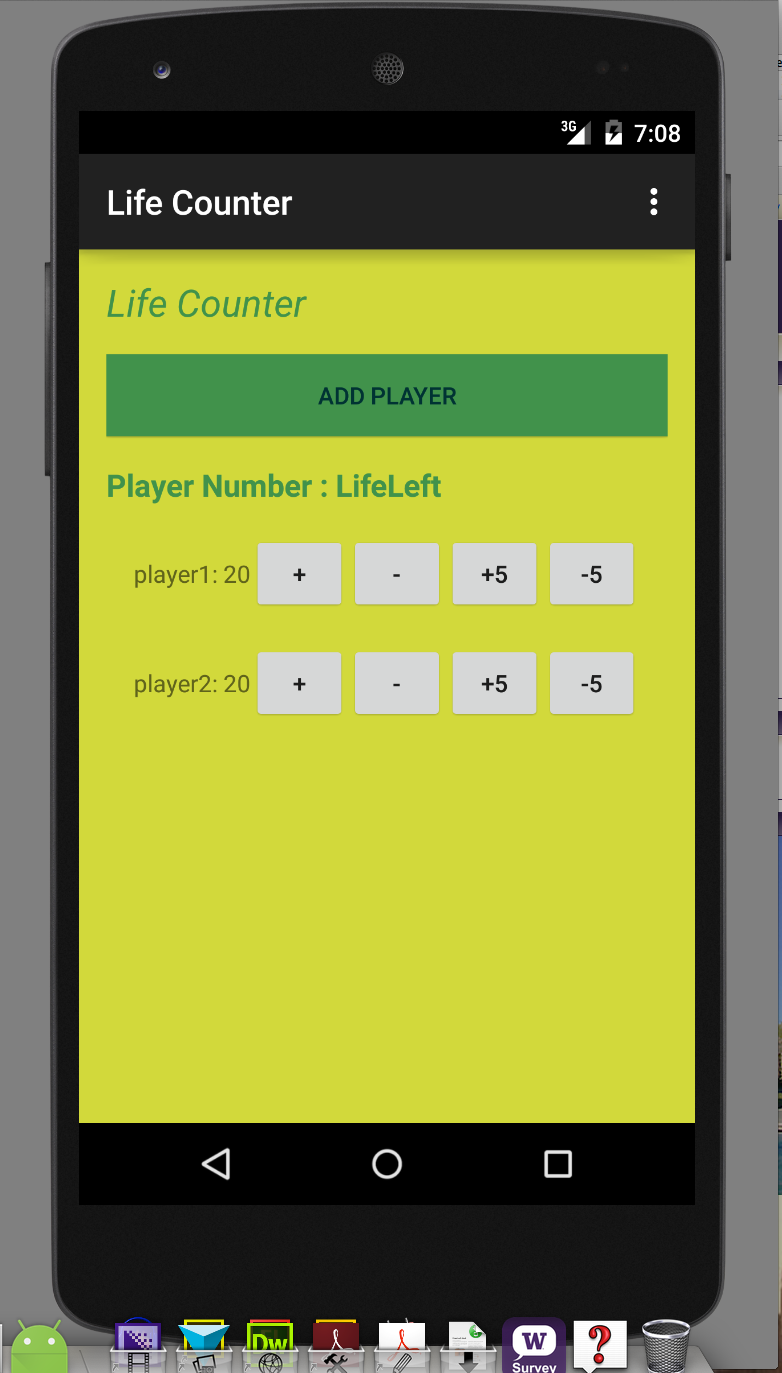 3G 7:08
Life Counter
Life Counter
ADD PLAYER
Player Number : LifeLeft
player1: 20 + - +5 -5
player2: 20 + - +5 -5
Dw W ?
Survey